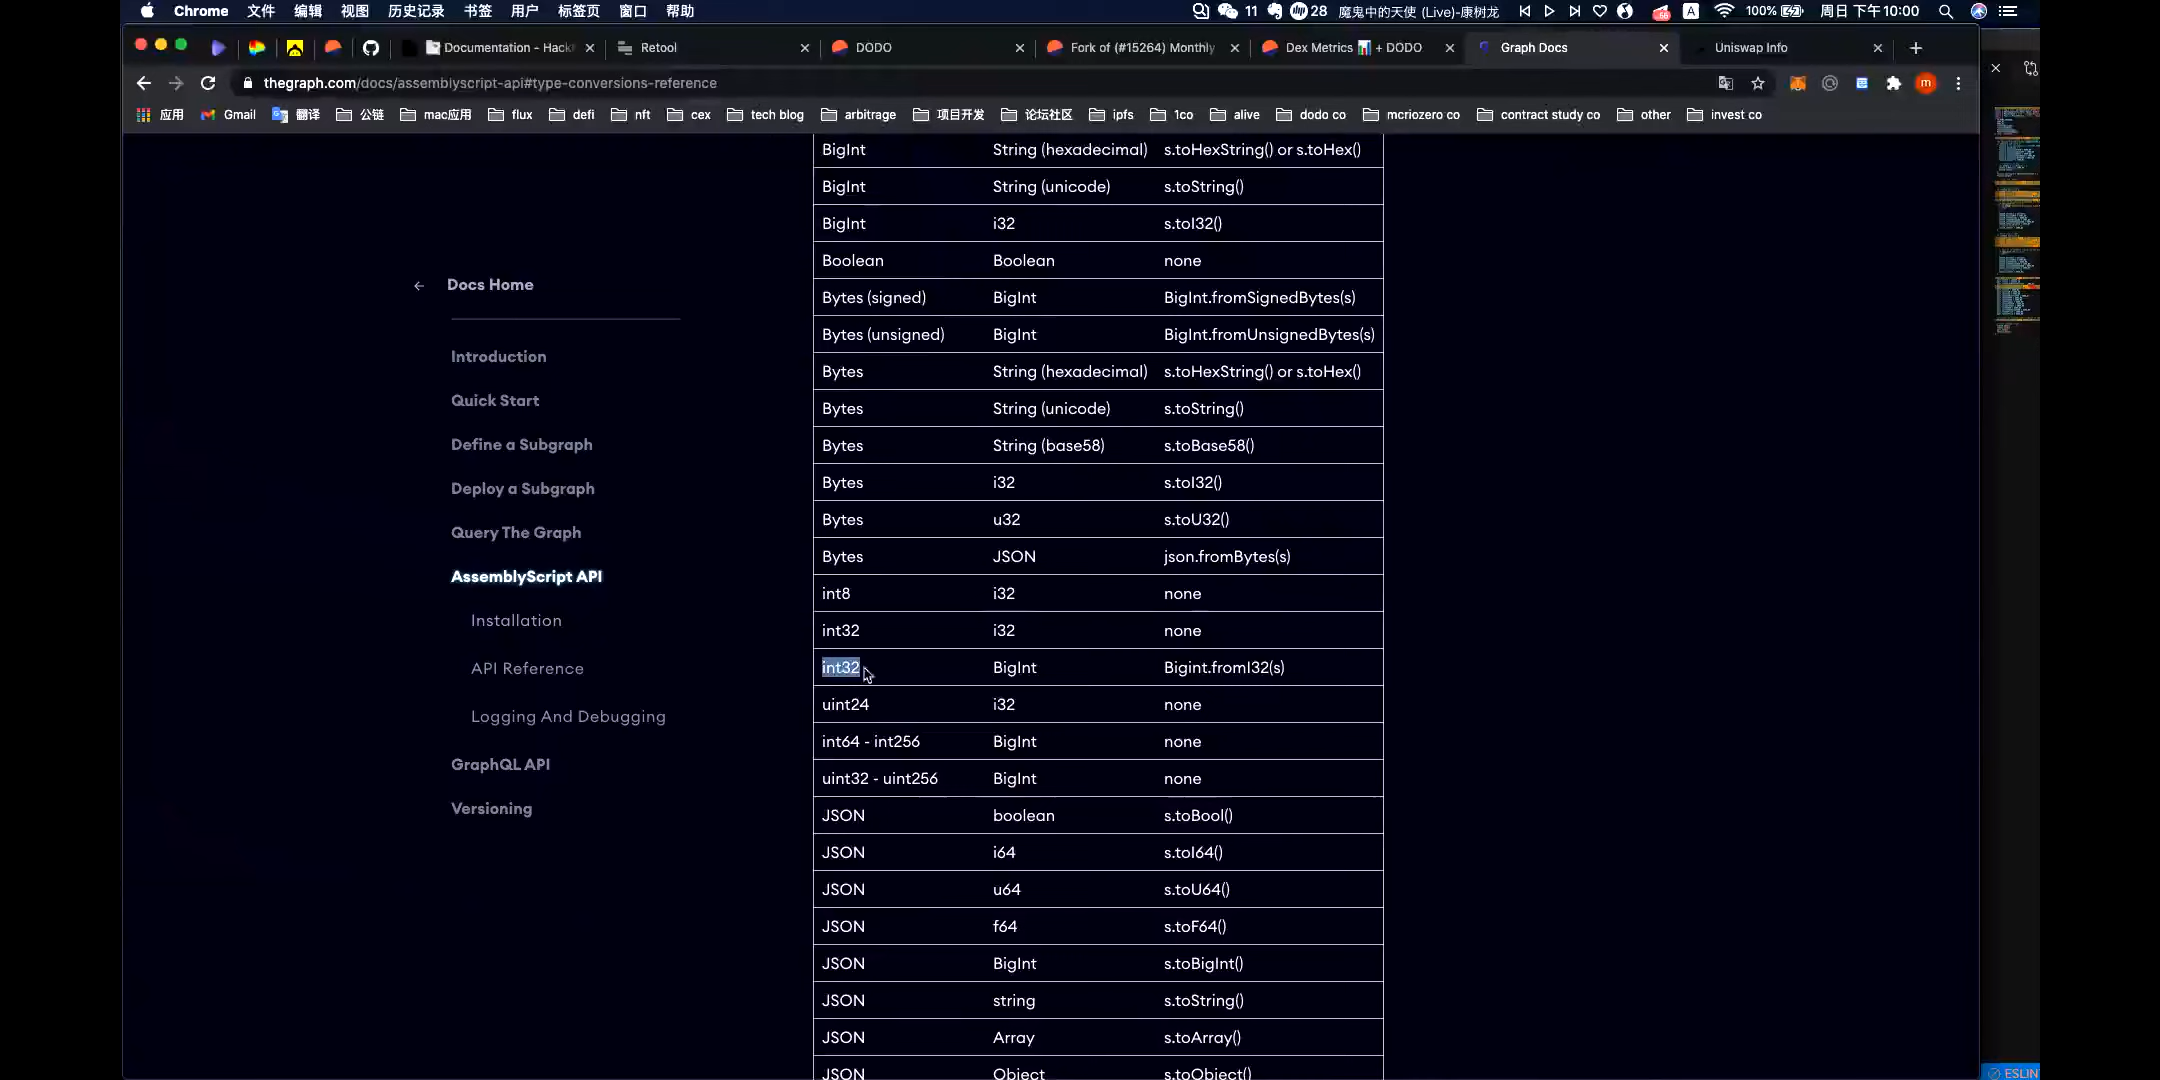 Chrome 文件 编辑 视图 历史记录 书签 用户 标签页 窗口 帮助 11 28 魔鬼中的天使 (Live)-康树龙 A 100% 周日 下午10:00
Documentation - Hack Retool DODO Fork of (#15264) Monthly Dex Metrics 📊 + DODO Graph Docs Uniswap Info
thegraph.com/docs/assemblyscript-api#type-conversions-reference m
应用 Gmail 翻译 公链 mac应用 flux defi nft cex tech blog arbitrage 项目开发 论坛社区 ipfs 1co alive dodo co mcriozero co contract study co other invest co
Docs Home
Introduction
Quick Start
Define a Subgraph
Deploy a Subgraph
Query The Graph
AssemblyScript API
Installation
API Reference
Logging And Debugging
GraphQL API
Versioning
BigInt String (hexadecimal) s.toHexString() or s.toHex()
BigInt String (unicode) s.toString()
BigInt i32 s.toI32()
Boolean Boolean none
Bytes (signed) BigInt BigInt.fromSignedBytes(s)
Bytes (unsigned) BigInt BigInt.fromUnsignedBytes(s)
Bytes String (hexadecimal) s.toHexString() or s.toHex()
Bytes String (unicode) s.toString()
Bytes String (base58) s.toBase58()
Bytes i32 s.toI32()
Bytes u32 s.toU32()
Bytes JSON json.fromBytes(s)
int8 i32 none
int32 i32 none
int32 BigInt Bigint.fromI32(s)
uint24 i32 none
int64 - int256 BigInt none
uint32 - uint256 BigInt none
JSON boolean s.toBool()
JSON i64 s.toI64()
JSON u64 s.toU64()
JSON f64 s.toF64()
JSON BigInt s.toBigInt()
JSON string s.toString()
JSON Array s.toArray()
JSON Object s.toObject()
ESLIN